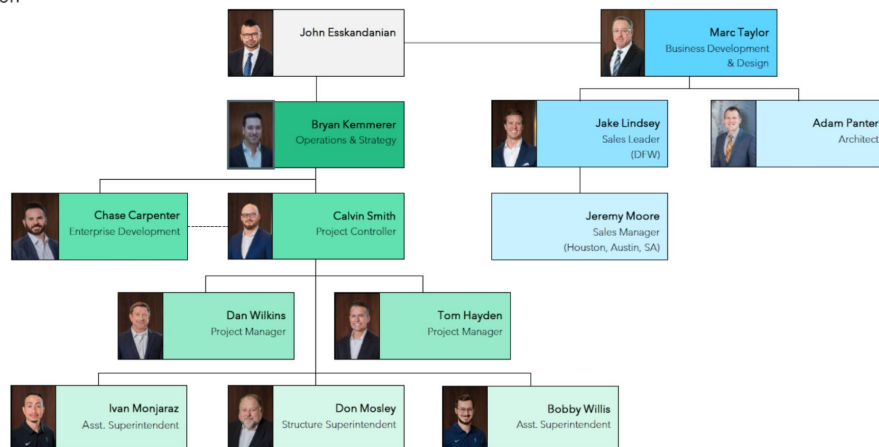 on
John Esskandanian
Marc Taylor
Business Development
& Design
Bryan Kemmerer
Operations & Strategy
Jake Lindsey
Sales Leader
(DFW)
Adam Panter
Architect
Chase Carpenter
Enterprise Development
Calvin Smith
Project Controller
Jeremy Moore
Sales Manager
(Houston, Austin, SA)
Dan Wilkins
Project Manager
Tom Hayden
Project Manager
Ivan Monjaraz
Asst. Superintendent
Don Mosley
Structure Superintendent
Bobby Willis
Asst. Superintendent